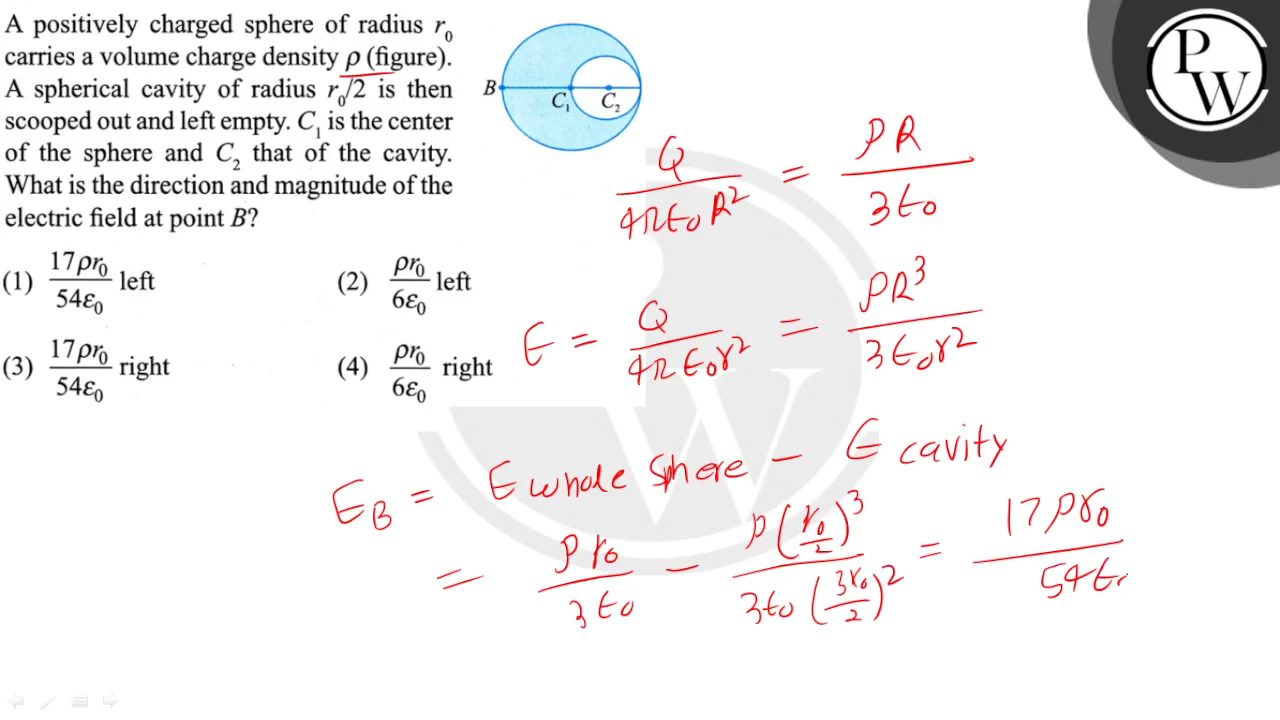 A positively charged sphere of radius r₀
carries a volume charge density ρ (figure).
A spherical cavity of radius r₀/2 is then
scooped out and left empty. C₁ is the center
of the sphere and C₂ that of the cavity.
What is the direction and magnitude of the
electric field at point B?
(1) 17ρr₀/54ε₀ left
(2) ρr₀/6ε₀ left
(3) 17ρr₀/54ε₀ right
(4) ρr₀/6ε₀ right
B C₁ C₂
P
W
Q/4πε₀R² = ρR/3ε₀
E = Q/4πε₀r² = ρR³/3ε₀r²
E_B = E whole sphere − E cavity
= ρr₀/3ε₀ − ρ(r₀/2)³/3ε₀(3r₀/2)² = 17ρr₀/54ε
W